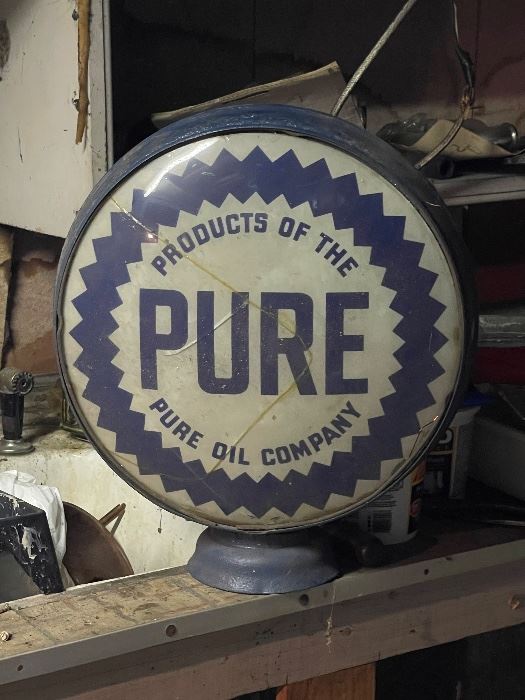 PRODUCTS OF THE
PURE
PURE OIL COMPANY